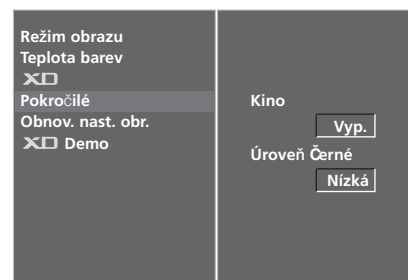 Režim obrazu
Teplota barev
XD
Pokročilé
Obnov. nast. obr.
XD Demo
Kino
Vyp.
Úroveň Černé
Nízká